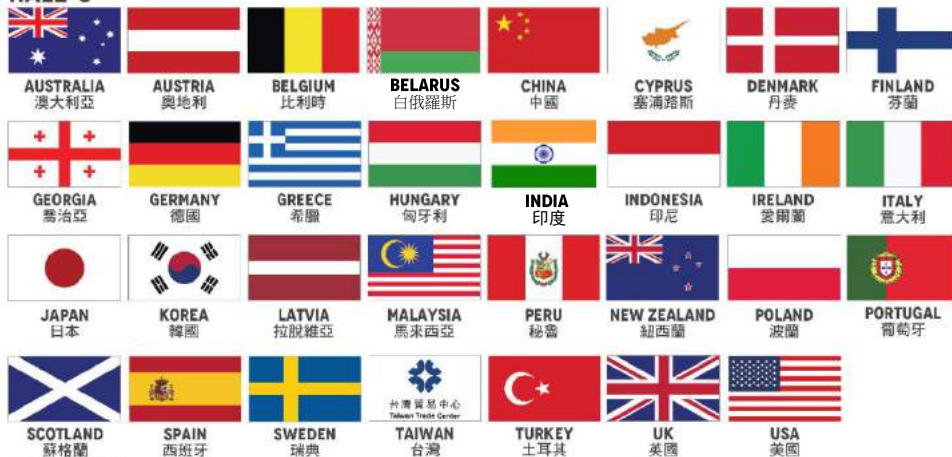 AUSTRALIA
澳大利亞
AUSTRIA
奧地利
BELGIUM
比利時
BELARUS
白俄羅斯
CHINA
中國
CYPRUS
塞浦路斯
DENMARK
丹麥
FINLAND
芬蘭
GEORGIA
喬治亞
GERMANY
德國
GREECE
希臘
HUNGARY
匈牙利
INDIA
印度
INDONESIA
印尼
IRELAND
愛爾蘭
ITALY
意大利
JAPAN
日本
KOREA
韓國
LATVIA
拉脫維亞
MALAYSIA
馬來西亞
PERU
秘魯
NEW ZEALAND
紐西蘭
POLAND
波蘭
PORTUGAL
葡萄牙
台灣貿易中心
Taiwan Trade Center
SCOTLAND
蘇格蘭
SPAIN
西班牙
SWEDEN
瑞典
TAIWAN
台灣
TURKEY
土耳其
UK
英國
USA
美國